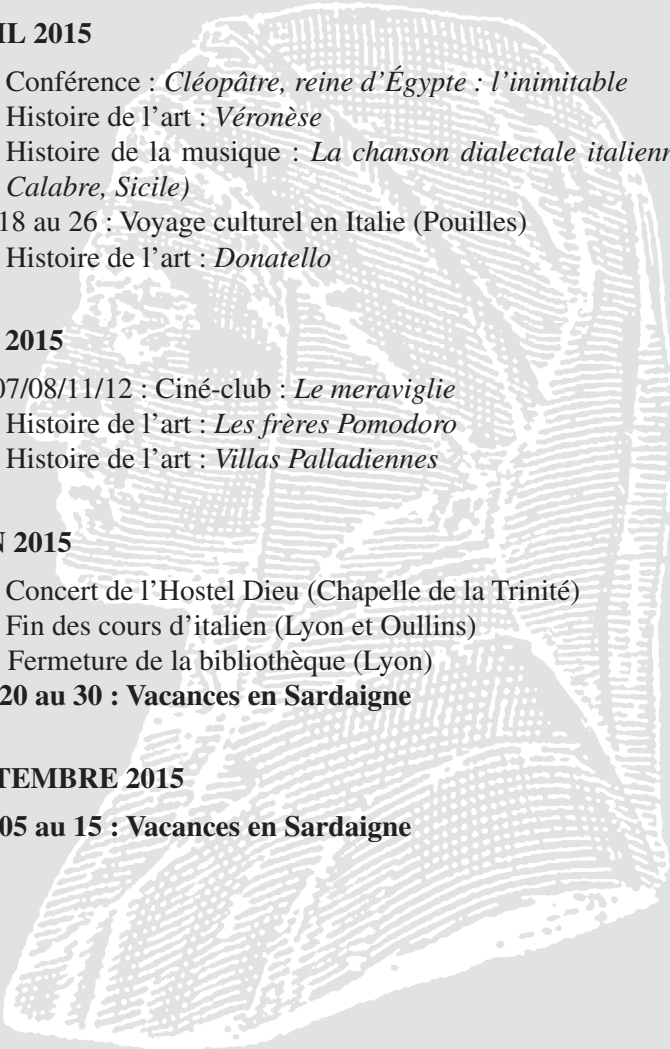 IL 2015
Conférence : Cléopâtre, reine d’Égypte : l’inimitable
Histoire de l’art : Véronèse
Histoire de la musique : La chanson dialectale italienn
Calabre, Sicile)
18 au 26 : Voyage culturel en Italie (Pouilles)
Histoire de l’art : Donatello
2015
07/08/11/12 : Ciné-club : Le meraviglie
Histoire de l’art : Les frères Pomodoro
Histoire de l’art : Villas Palladiennes
N 2015
Concert de l’Hostel Dieu (Chapelle de la Trinité)
Fin des cours d’italien (Lyon et Oullins)
Fermeture de la bibliothèque (Lyon)
20 au 30 : Vacances en Sardaigne
TEMBRE 2015
05 au 15 : Vacances en Sardaigne